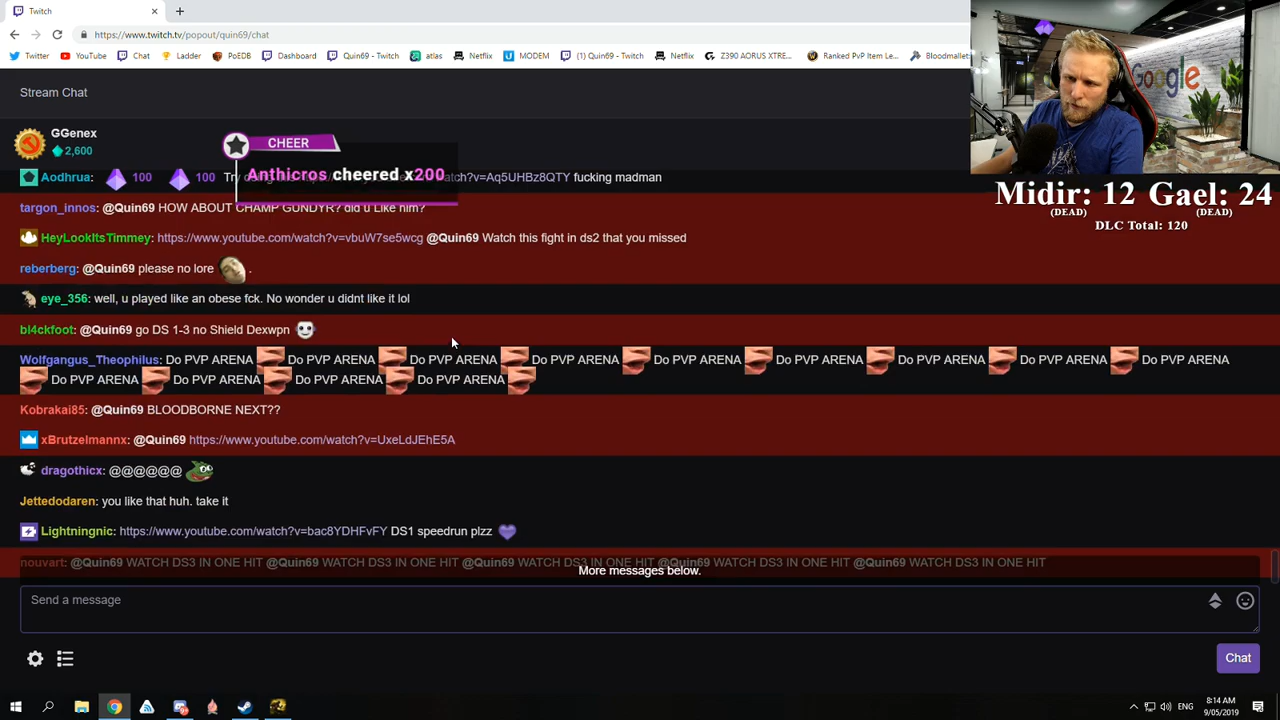 Twitch
https://www.twitch.tv/popout/quin69/chat
Twitter YouTube Chat Ladder PoEDB Dashboard Quin69 - Twitch atlas Netflix MODEM (1) Quin69 - Twitch Netflix Z390 AORUS XTRE... Ranked PvP Item Le... Bloodmallet
Google
Stream Chat
GGenex
2,600
CHEER
Anthicros cheered x200
Midir: 12 Gael: 24
(DEAD) (DEAD)
DLC Total: 120
Aodhrua: 100 100 watch?v=Aq5UHBz8QTY fucking madman
targon_innos: @Quin69 HOW ABOUT CHAMP GUNDYR? did u Like him?
HeyLookItsTimmey: https://www.youtube.com/watch?v=vbuW7se5wcg @Quin69 Watch this fight in ds2 that you missed
reberberg: @Quin69 please no lore .
eye_356: well, u played like an obese fck. No wonder u didnt like it lol
bl4ckfoot: @Quin69 go DS 1-3 no Shield Dexwpn
Wolfgangus_Theophilus: Do PVP ARENA Do PVP ARENA Do PVP ARENA Do PVP ARENA Do PVP ARENA Do PVP ARENA Do PVP ARENA Do PVP ARENA Do PVP ARENA
Do PVP ARENA Do PVP ARENA Do PVP ARENA Do PVP ARENA
Kobrakai85: @Quin69 BLOODBORNE NEXT??
xBrutzelmannx: @Quin69 https://www.youtube.com/watch?v=UxeLdJEhE5A
dragothicx: @@@@@@
Jettedodaren: you like that huh. take it
Lightningnic: https://www.youtube.com/watch?v=bac8YDHFvFY DS1 speedrun plzz
nouvart: @Quin69 WATCH DS3 IN ONE HIT @Quin69 WATCH DS3 IN ONE HIT @Quin69 WATCH DS3 IN ONE HIT @Quin69 WATCH DS3 IN ONE HIT @Quin69 WATCH DS3 IN ONE HIT
More messages below.
Send a message
Chat
ENG
8:14 AM
9/05/2019